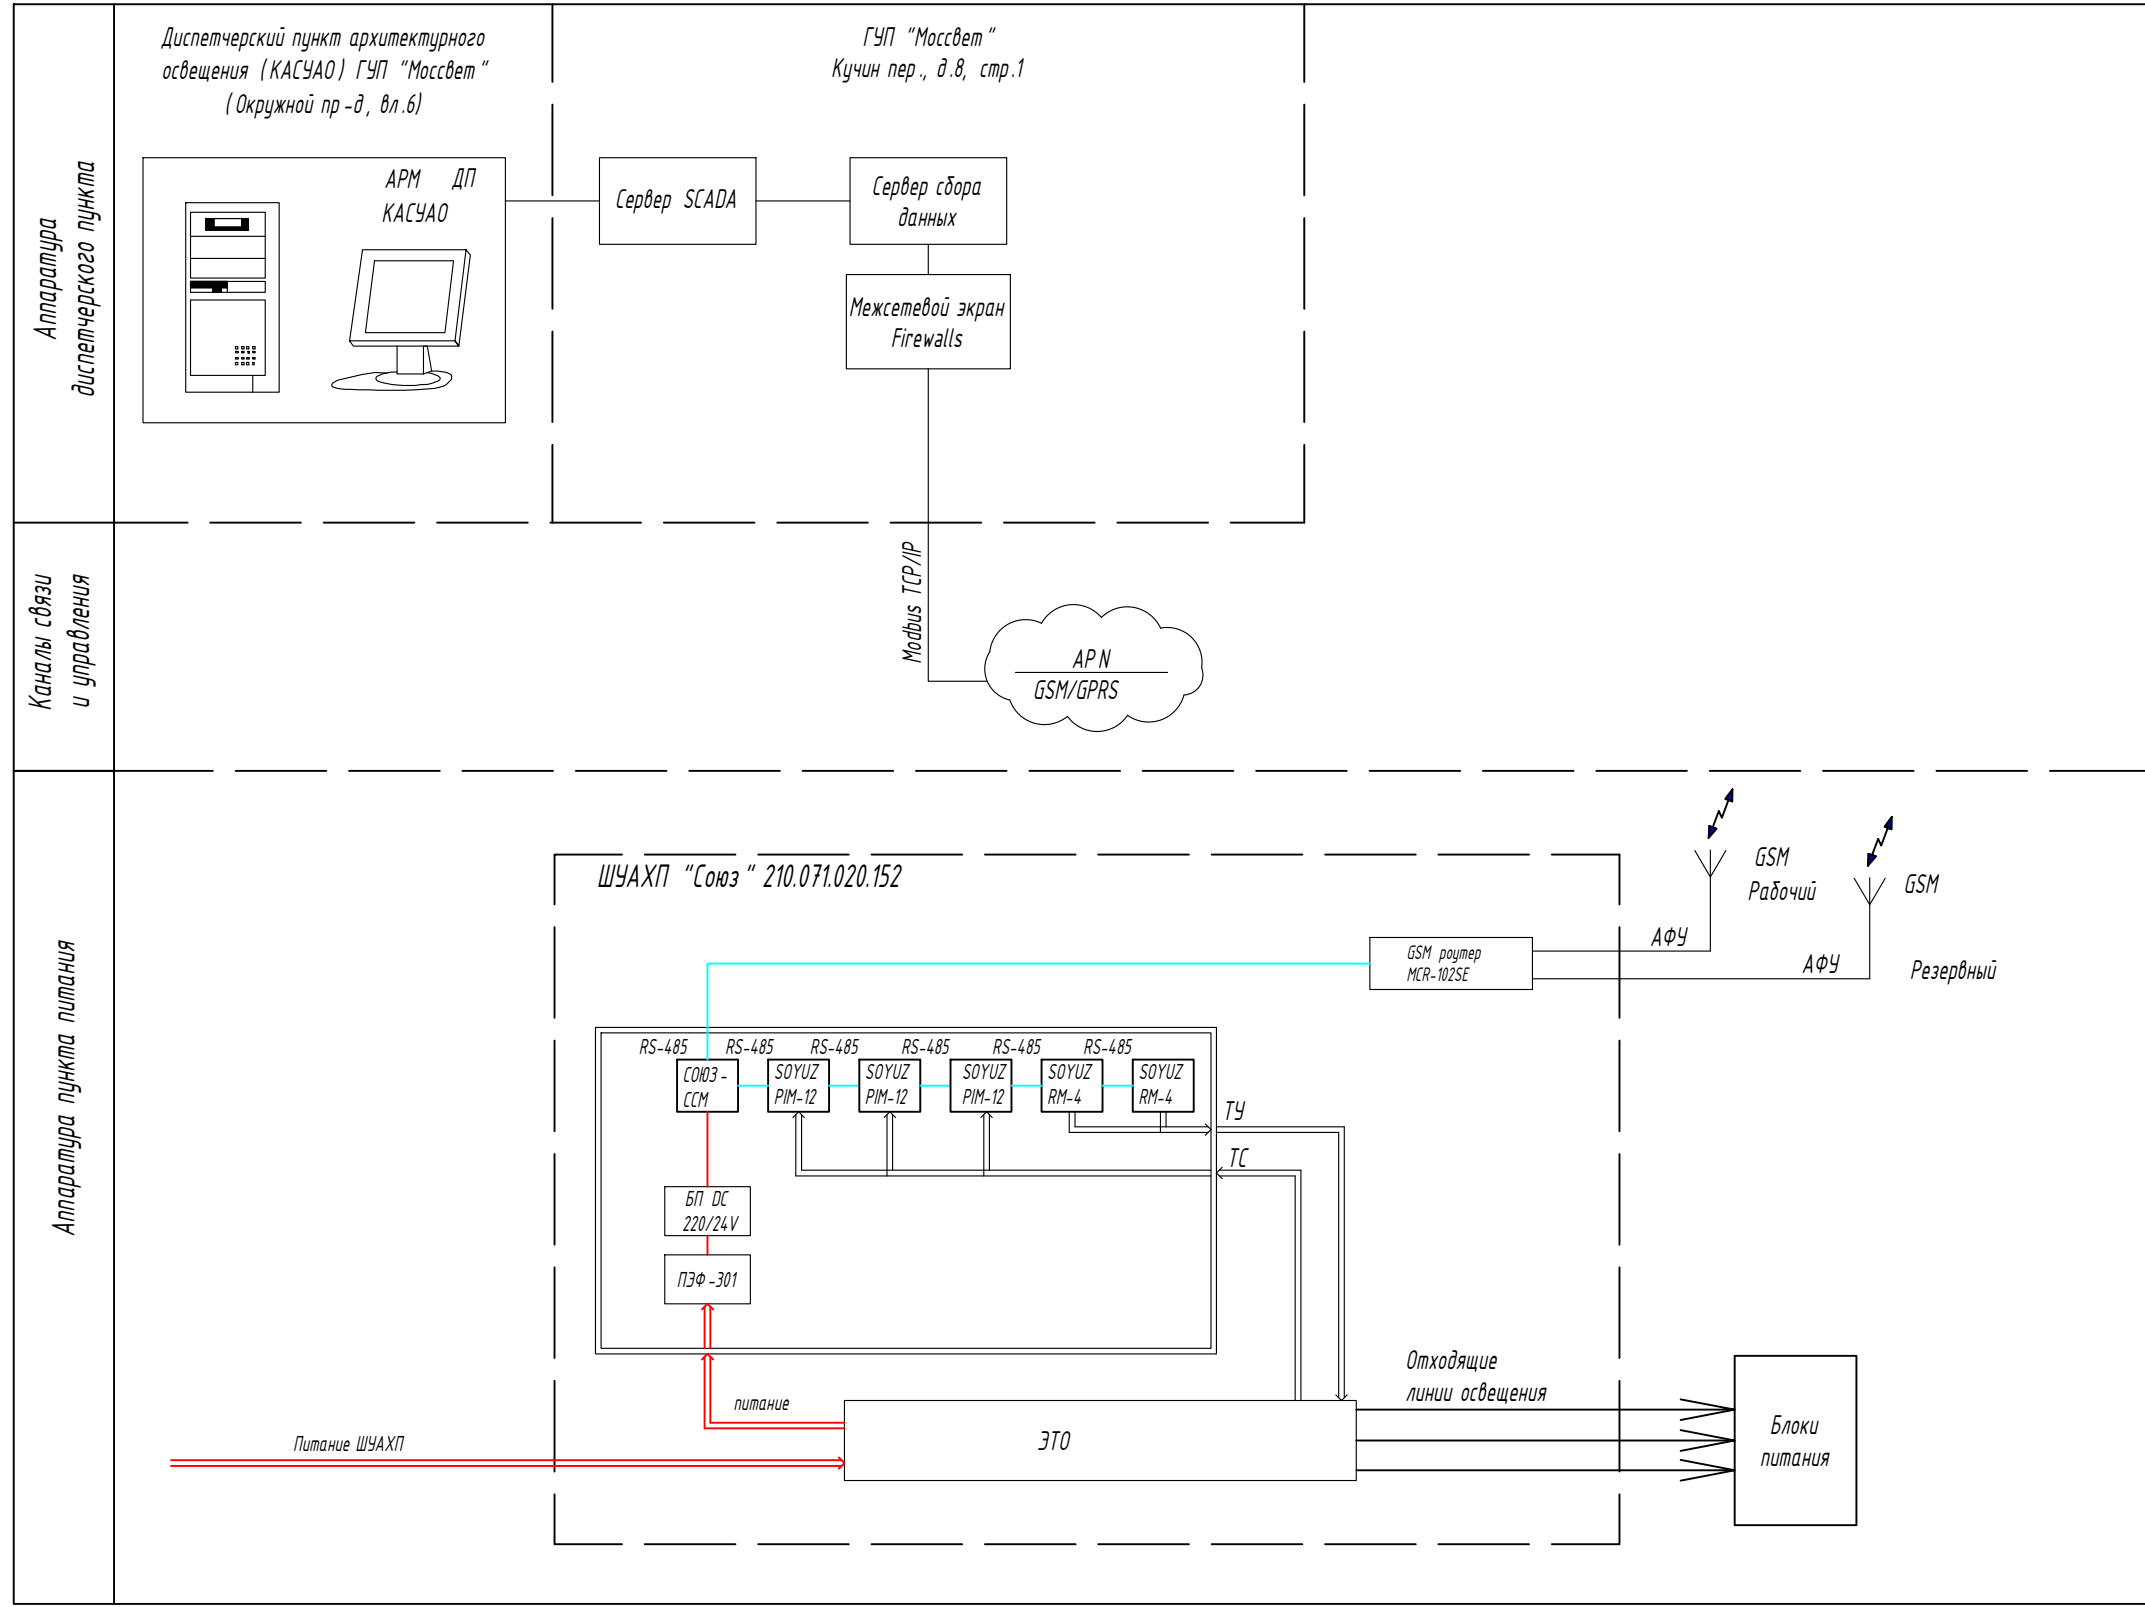 Аппаратура
диспетчерского пункта
Диспетчерский пункт архитектурного
освещения (КАСУАО) ГУП "Моссвет"
(Окружной пр-д, вл.6)
АРМ ДП
КАСУАО
ГУП "Моссвет"
Кучин пер., д.8, стр.1
Сервер SCADA
Сервер сбора
данных
Межсетевой экран
Firewalls
Каналы связи
и управления
Modbus TCP/IP
APN
GSM/GPRS
Аппаратура пункта питания
ШУАХП "Союз" 210.071.020.152
GSM
Рабочий
GSM
Резервный
АФУ
АФУ
GSM роутер
MCR-102SE
RS-485 RS-485 RS-485 RS-485 RS-485 RS-485
СОЮЗ-
ССМ
SOYUZ
PIM-12
SOYUZ
PIM-12
SOYUZ
PIM-12
SOYUZ
RM-4
SOYUZ
RM-4
ТУ
ТС
БП DC
220/24V
ПЭФ-301
питание
Питание ШУАХП
ЭТО
Отходящие
линии освещения
Блоки
питания